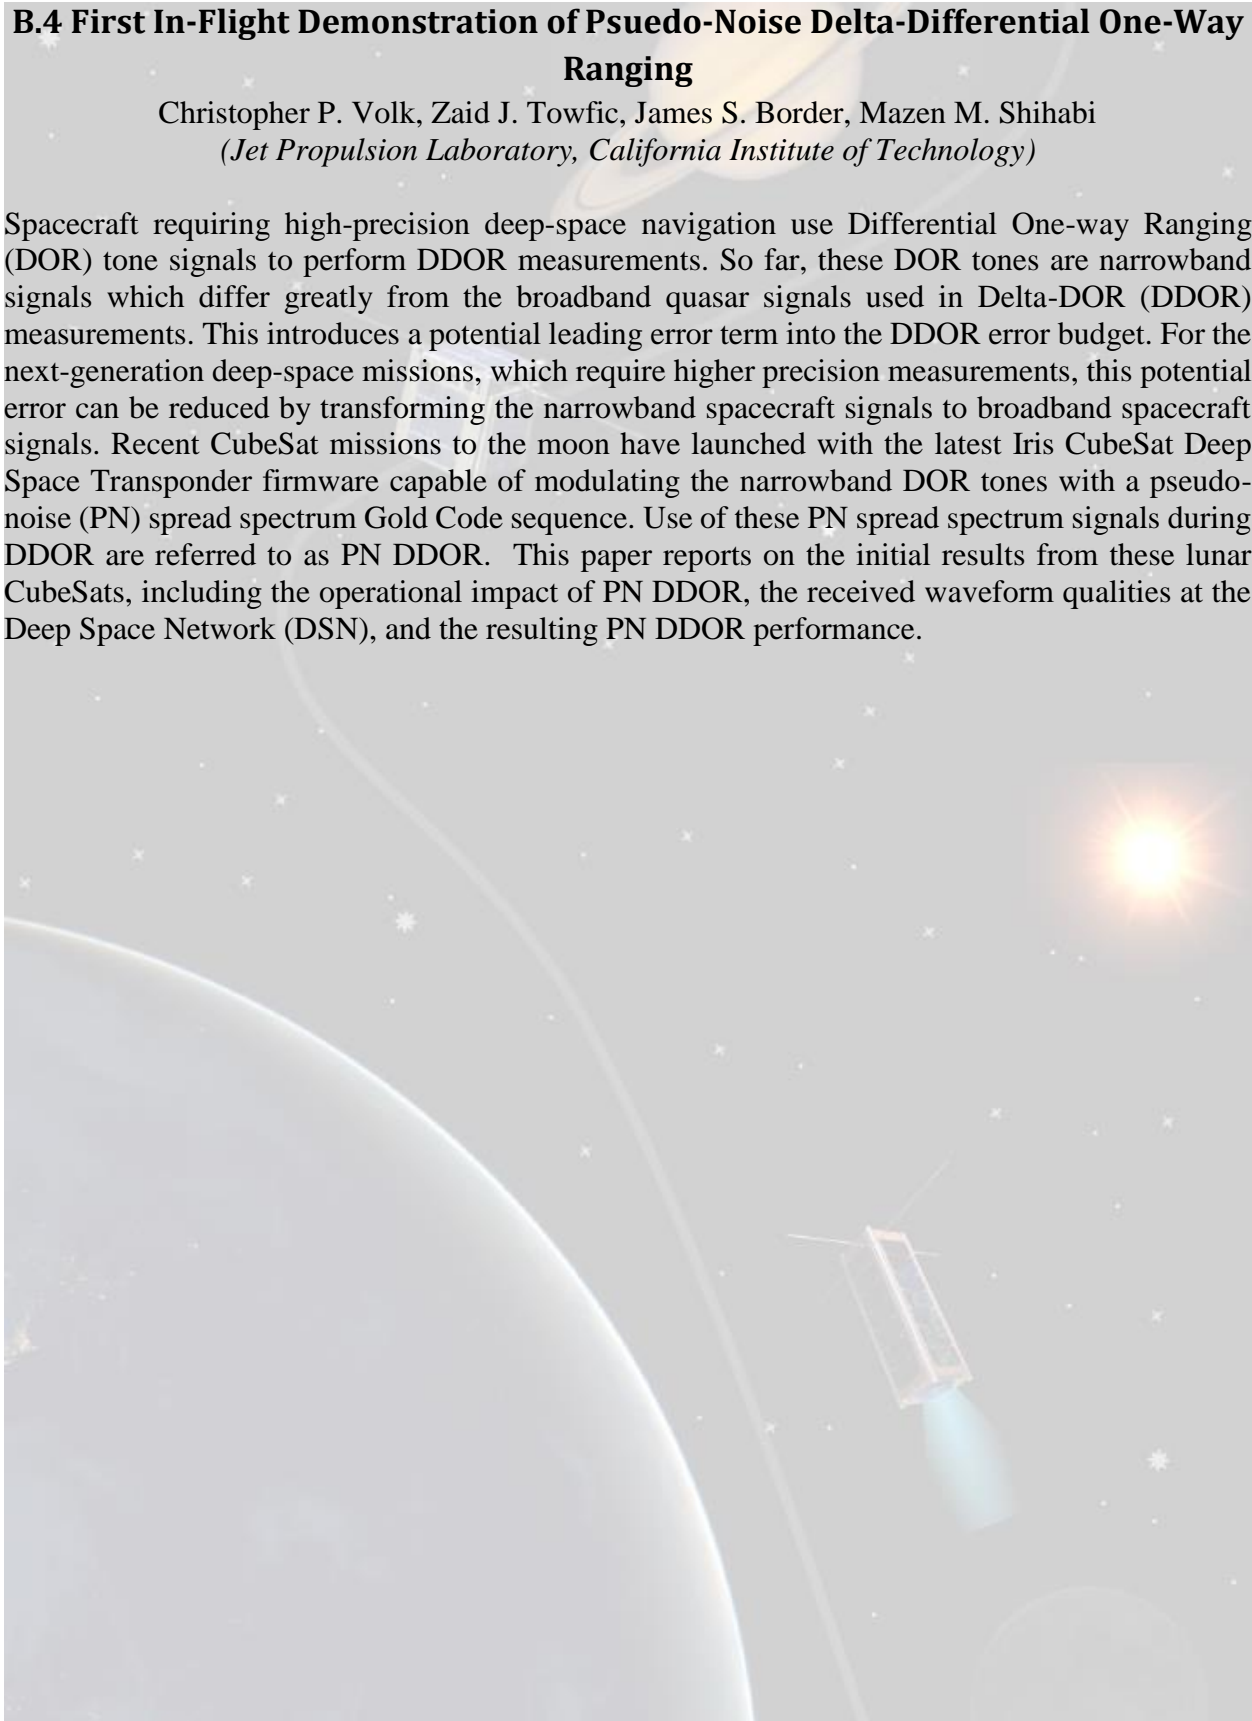 B.4 First In-Flight Demonstration of Psuedo-Noise Delta-Differential One-Way
Ranging
Christopher P. Volk, Zaid J. Towfic, James S. Border, Mazen M. Shihabi
(Jet Propulsion Laboratory, California Institute of Technology)
Spacecraft requiring high-precision deep-space navigation use Differential One-way Ranging
(DOR) tone signals to perform DDOR measurements. So far, these DOR tones are narrowband
signals which differ greatly from the broadband quasar signals used in Delta-DOR (DDOR)
measurements. This introduces a potential leading error term into the DDOR error budget. For the
next-generation deep-space missions, which require higher precision measurements, this potential
error can be reduced by transforming the narrowband spacecraft signals to broadband spacecraft
signals. Recent CubeSat missions to the moon have launched with the latest Iris CubeSat Deep
Space Transponder firmware capable of modulating the narrowband DOR tones with a pseudo-
noise (PN) spread spectrum Gold Code sequence. Use of these PN spread spectrum signals during
DDOR are referred to as PN DDOR.  This paper reports on the initial results from these lunar
CubeSats, including the operational impact of PN DDOR, the received waveform qualities at the
Deep Space Network (DSN), and the resulting PN DDOR performance.